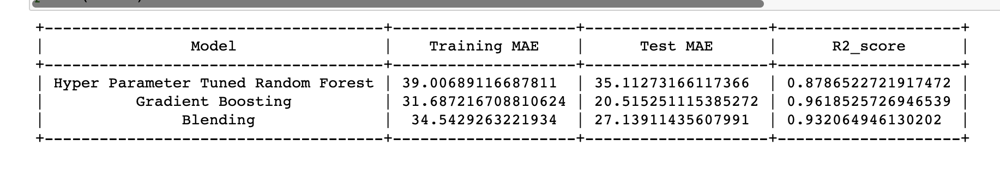 +-------------------------------------+--------------------+--------------------+--------------------+
| Model | Training MAE | Test MAE | R2_score |
+-------------------------------------+--------------------+--------------------+--------------------+
| Hyper Parameter Tuned Random Forest | 39.00689116687811 | 35.11273166117366 | 0.8786522721917472 |
| Gradient Boosting | 31.687216708810624 | 20.515251115385272 | 0.9618525726946539 |
| Blending | 34.5429263221934 | 27.13911435607991 | 0.932064946130202 |
+-------------------------------------+--------------------+--------------------+--------------------+